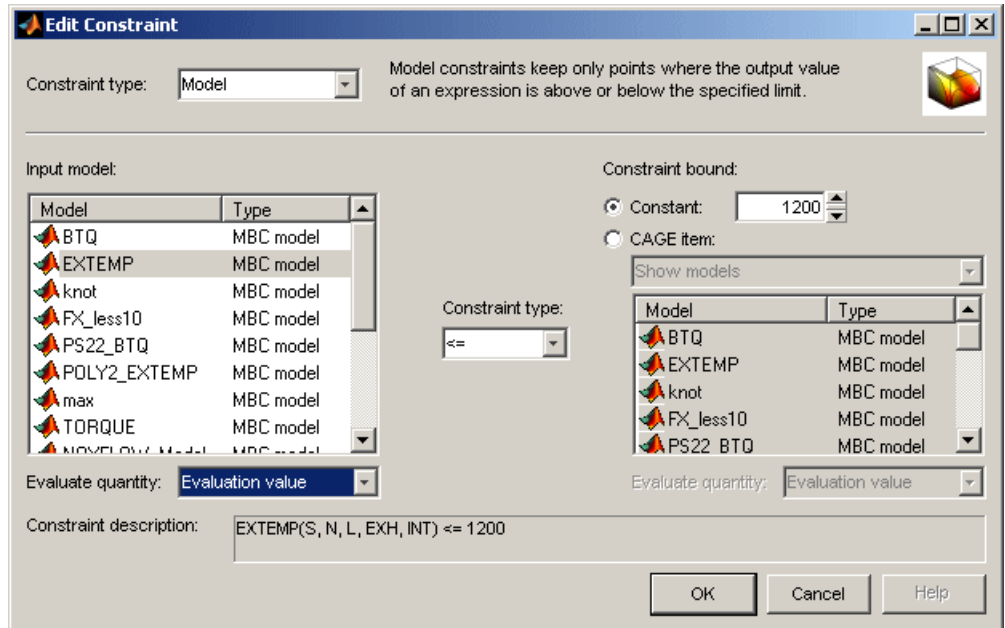 Edit Constraint
Constraint type: Model
Model constraints keep only points where the output value
of an expression is above or below the specified limit.
Input model:
Model Type
BTQ MBC model
EXTEMP MBC model
knot MBC model
FX_less10 MBC model
PS22_BTQ MBC model
POLY2_EXTEMP MBC model
max MBC model
TORQUE MBC model
Evaluate quantity: Evaluation value
Constraint type:
<=
Constraint bound:
Constant: 1200
CAGE item:
Show models
Model Type
BTQ MBC model
EXTEMP MBC model
knot MBC model
FX_less10 MBC model
PS22 BTQ MBC model
Evaluate quantity: Evaluation value
Constraint description: EXTEMP(S, N, L, EXH, INT) <= 1200
OK Cancel Help